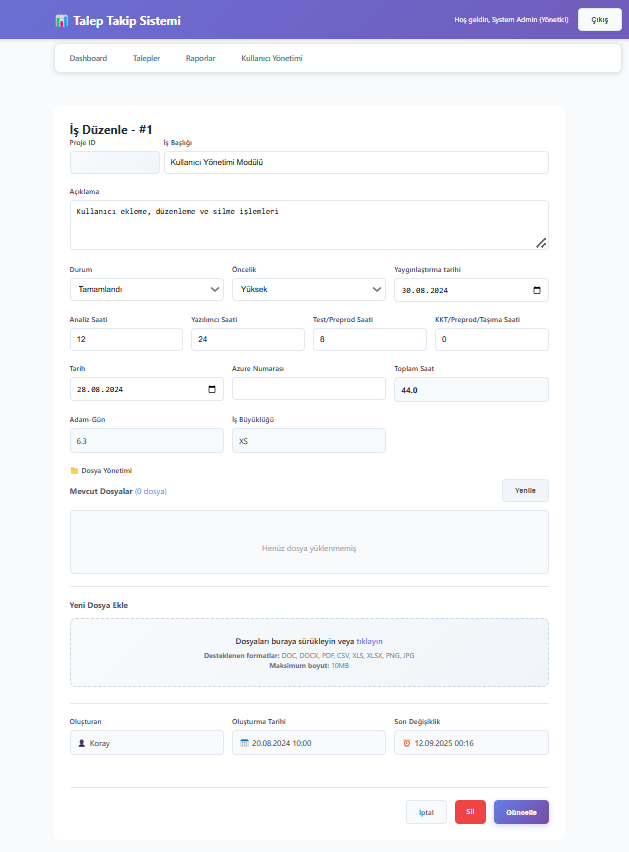 Talep Takip Sistemi
Hoş geldin, System Admin (Yönetici)
Çıkış
Dashboard Talepler Raporlar Kullanıcı Yönetimi
İş Düzenle - #1
Proje ID İş Başlığı
Kullanıcı Yönetimi Modülü
Açıklama
Kullanıcı ekleme, düzenleme ve silme işlemleri
Durum Öncelik Yaygınlaştırma tarihi
Tamamlandı Yüksek 30.08.2024
Analiz Saati Yazılımcı Saati Test/Preprod Saati KKT/Preprod/Taşıma Saati
12 24 8 0
Tarih Azure Numarası Toplam Saat
28.08.2024 44.0
Adam-Gün İş Büyüklüğü
6.3 XS
Dosya Yönetimi
Mevcut Dosyalar (0 dosya) Yenile
Henüz dosya yüklenmemiş
Yeni Dosya Ekle
Dosyaları buraya sürükleyin veya tıklayın
Desteklenen formatlar: DOC, DOCX, PDF, CSV, XLS, XLSX, PNG, JPG
Maksimum boyut: 10MB
Oluşturan Oluşturma Tarihi Son Değişiklik
Koray 20.08.2024 10:00 12.09.2025 00:16
İptal Sil Güncelle